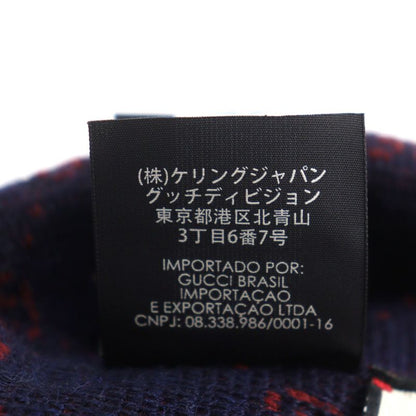 (株)ケリングジャパン
グッチディビジョン
東京都港区北青山
3丁目6番7号
IMPORTADO POR:
GUCCI BRASIL
IMPORTAÇAO
E EXPORTAÇAO LTDA
CNPJ: 08.338.986/0001-16